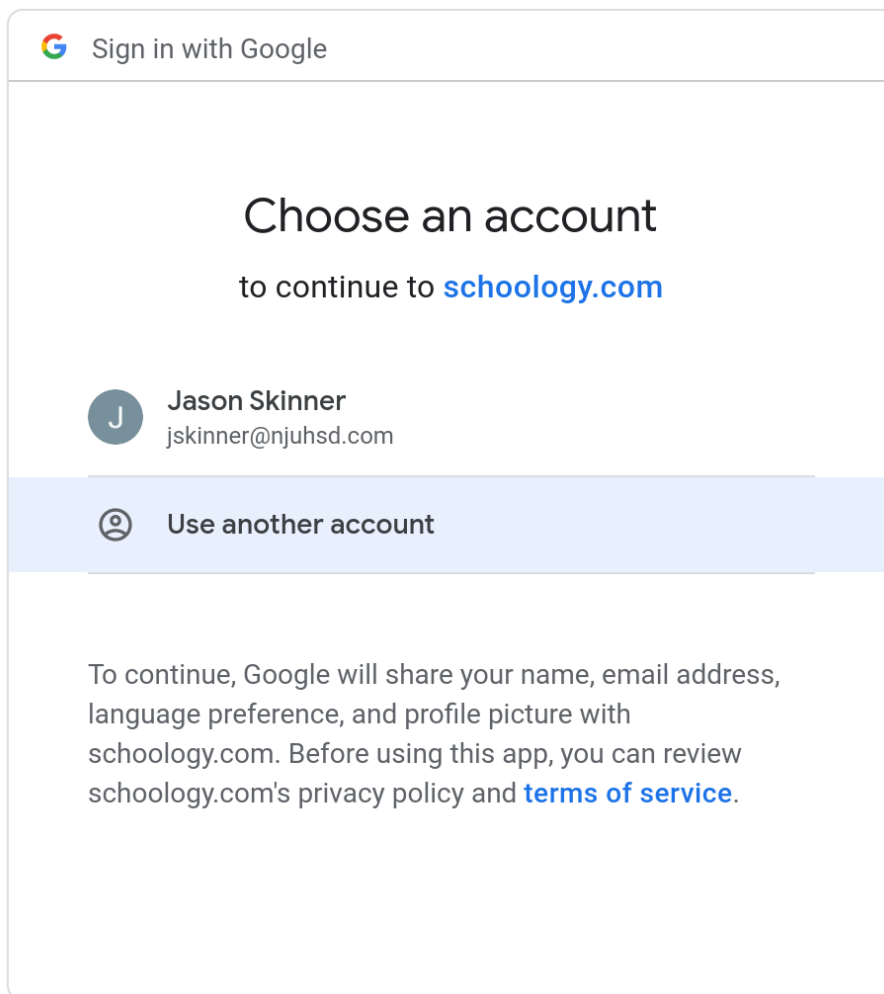 Sign in with Google
Choose an account
to continue to schoology.com
J
Jason Skinner
jskinner@njuhsd.com
Use another account
To continue, Google will share your name, email address,
language preference, and profile picture with
schoology.com. Before using this app, you can review
schoology.com's privacy policy and terms of service.